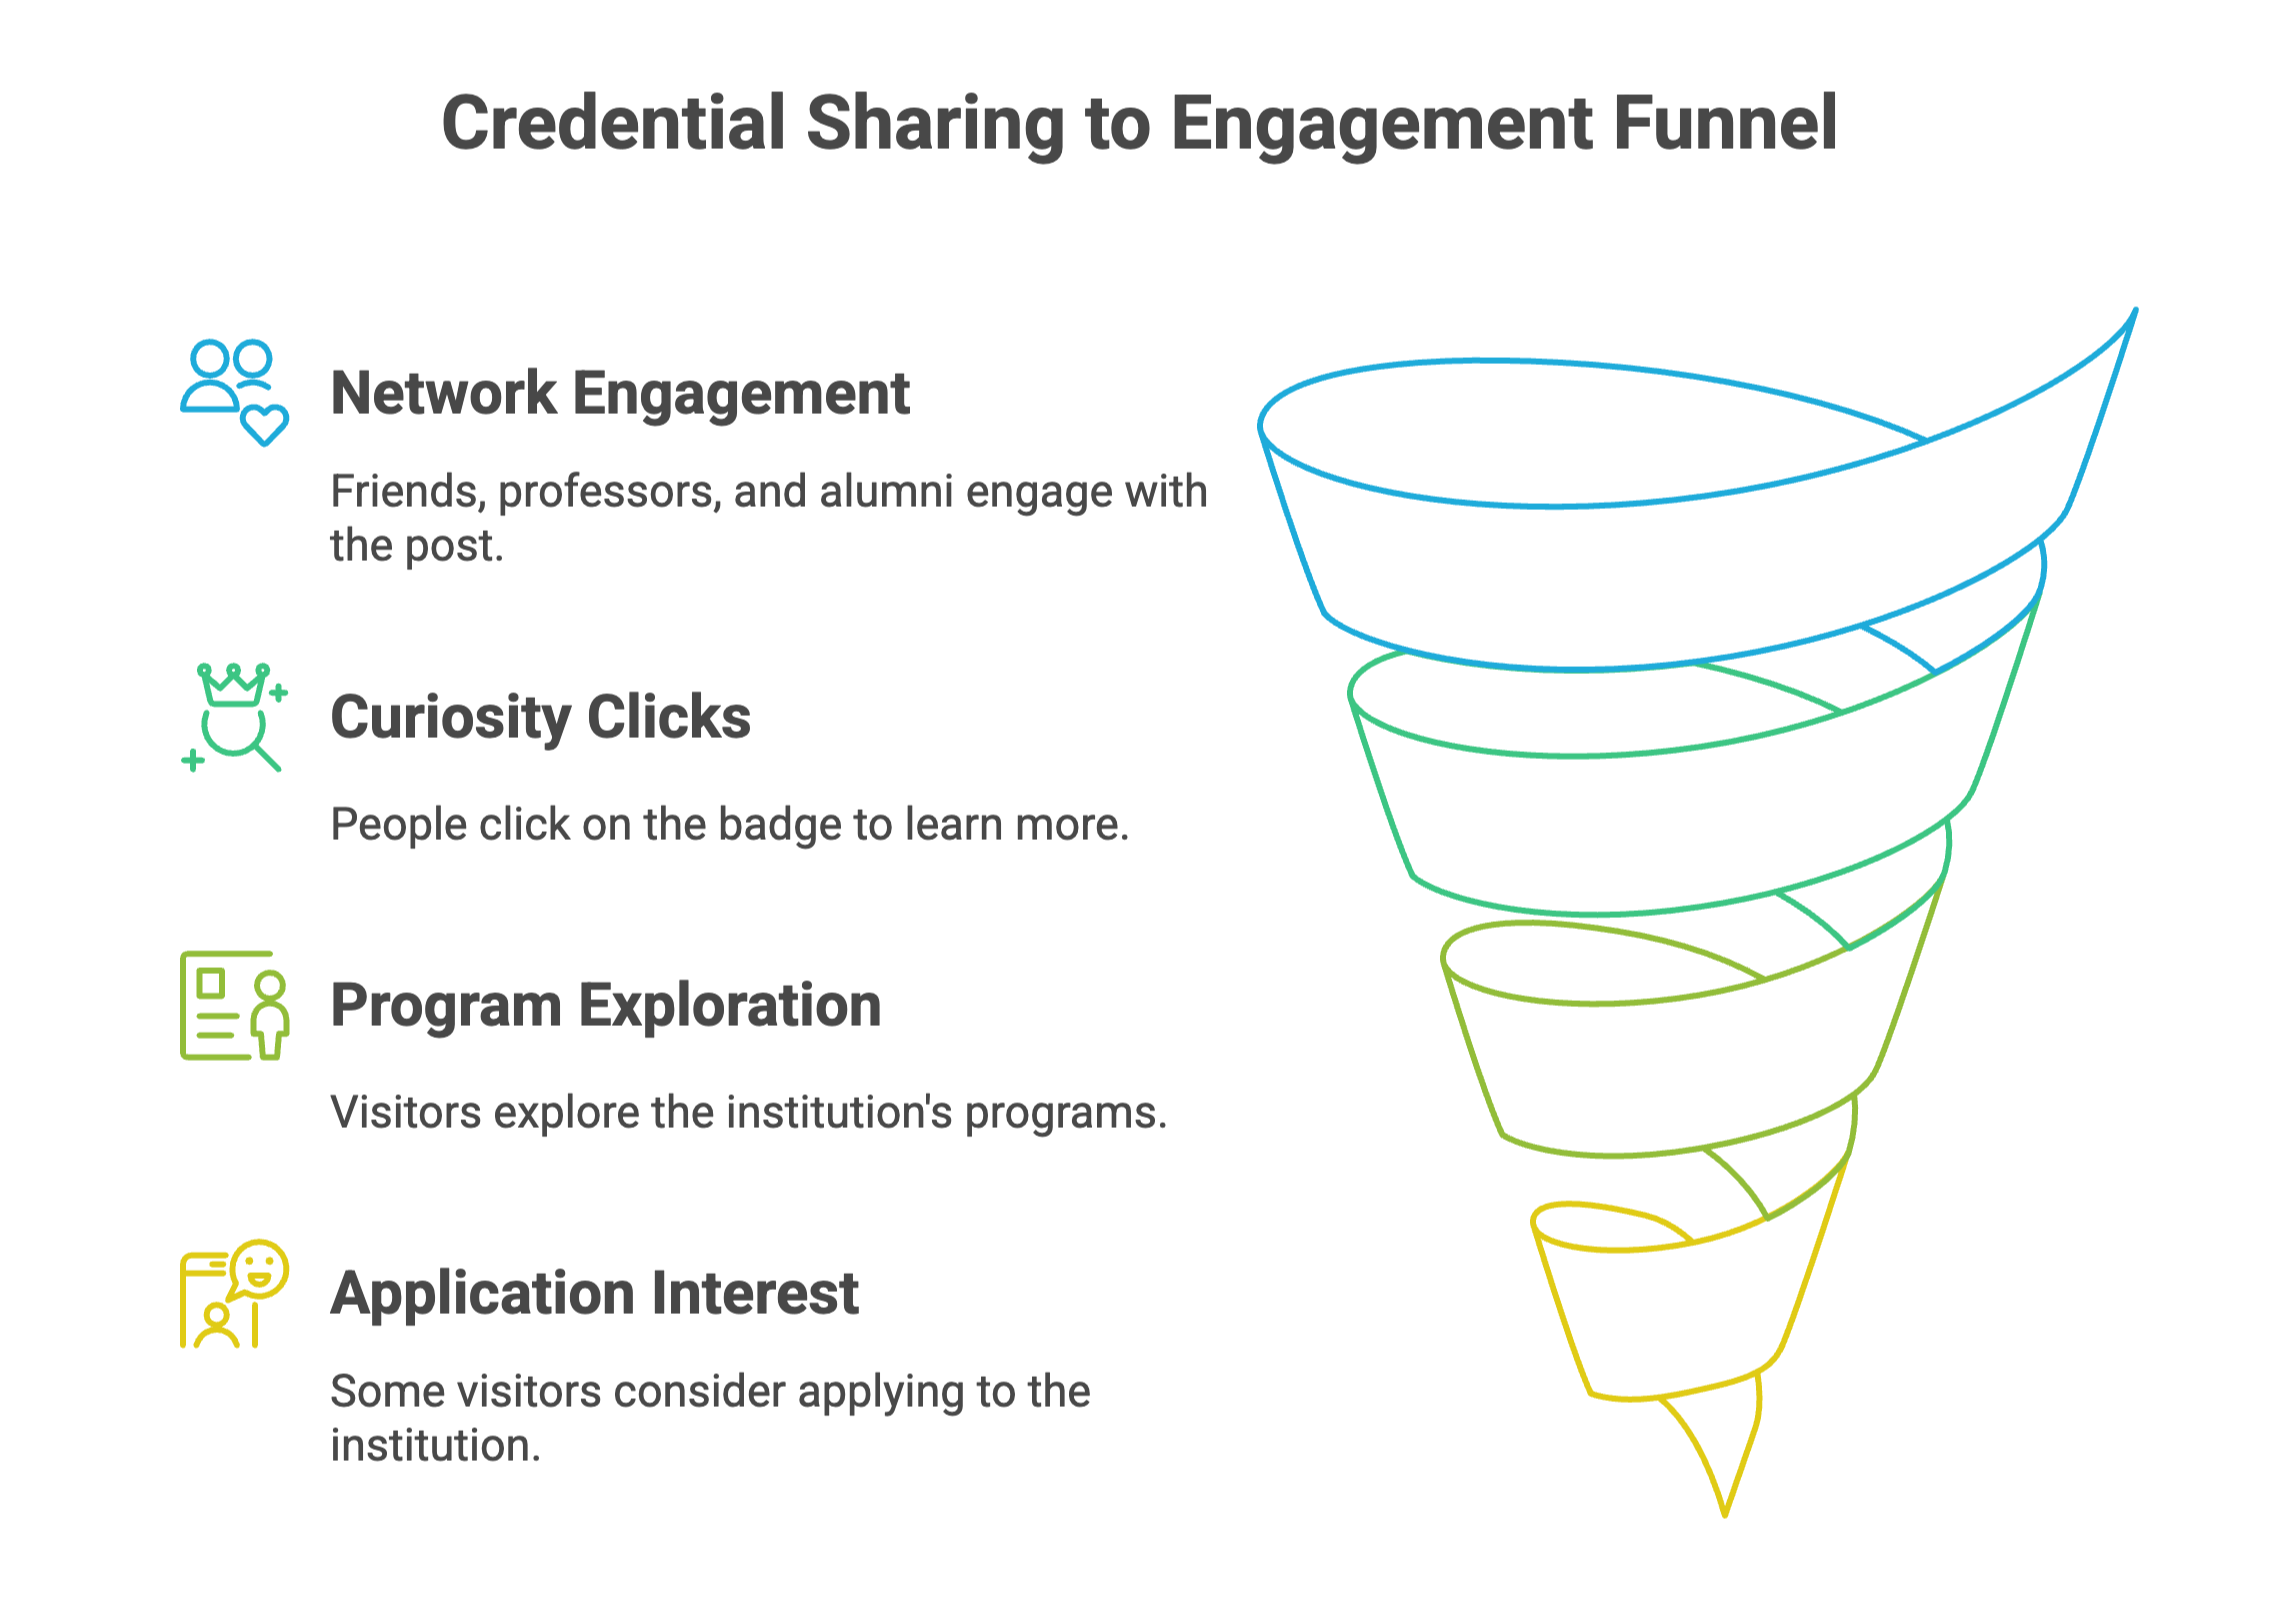 Credential Sharing to Engagement Funnel
Network Engagement
Friends, professors, and alumni engage with
the post.
Curiosity Clicks
People click on the badge to learn more.
Program Exploration
Visitors explore the institution's programs.
Application Interest
Some visitors consider applying to the
institution.